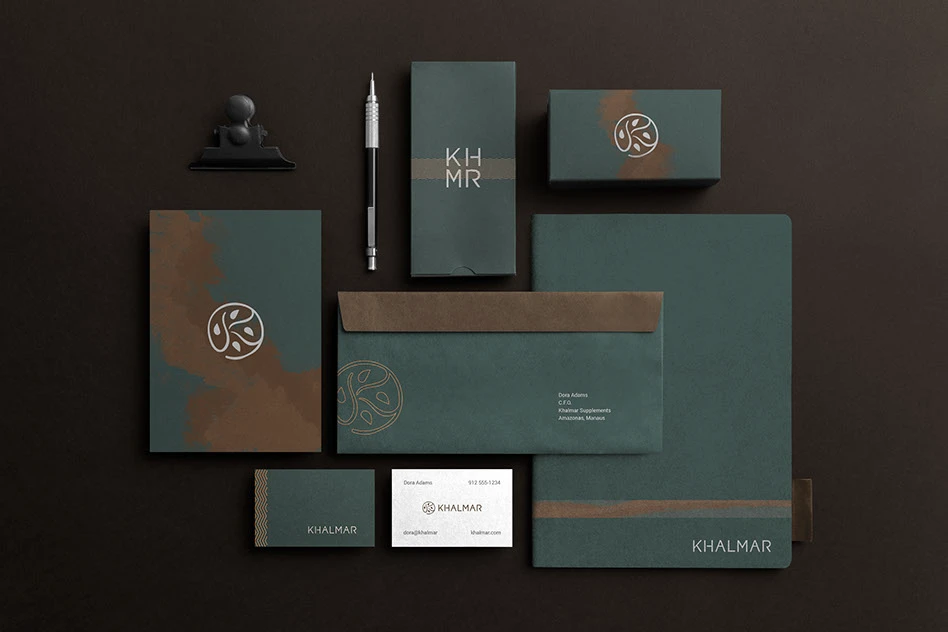 KH
MR
Dora Adams
C.F.O.
Khalmar Supplements
Amazonas, Manaus
KHALMAR
Dora Adams
912 555-1234
KHALMAR
dora@khalmar
khalmar.com
KHALMAR